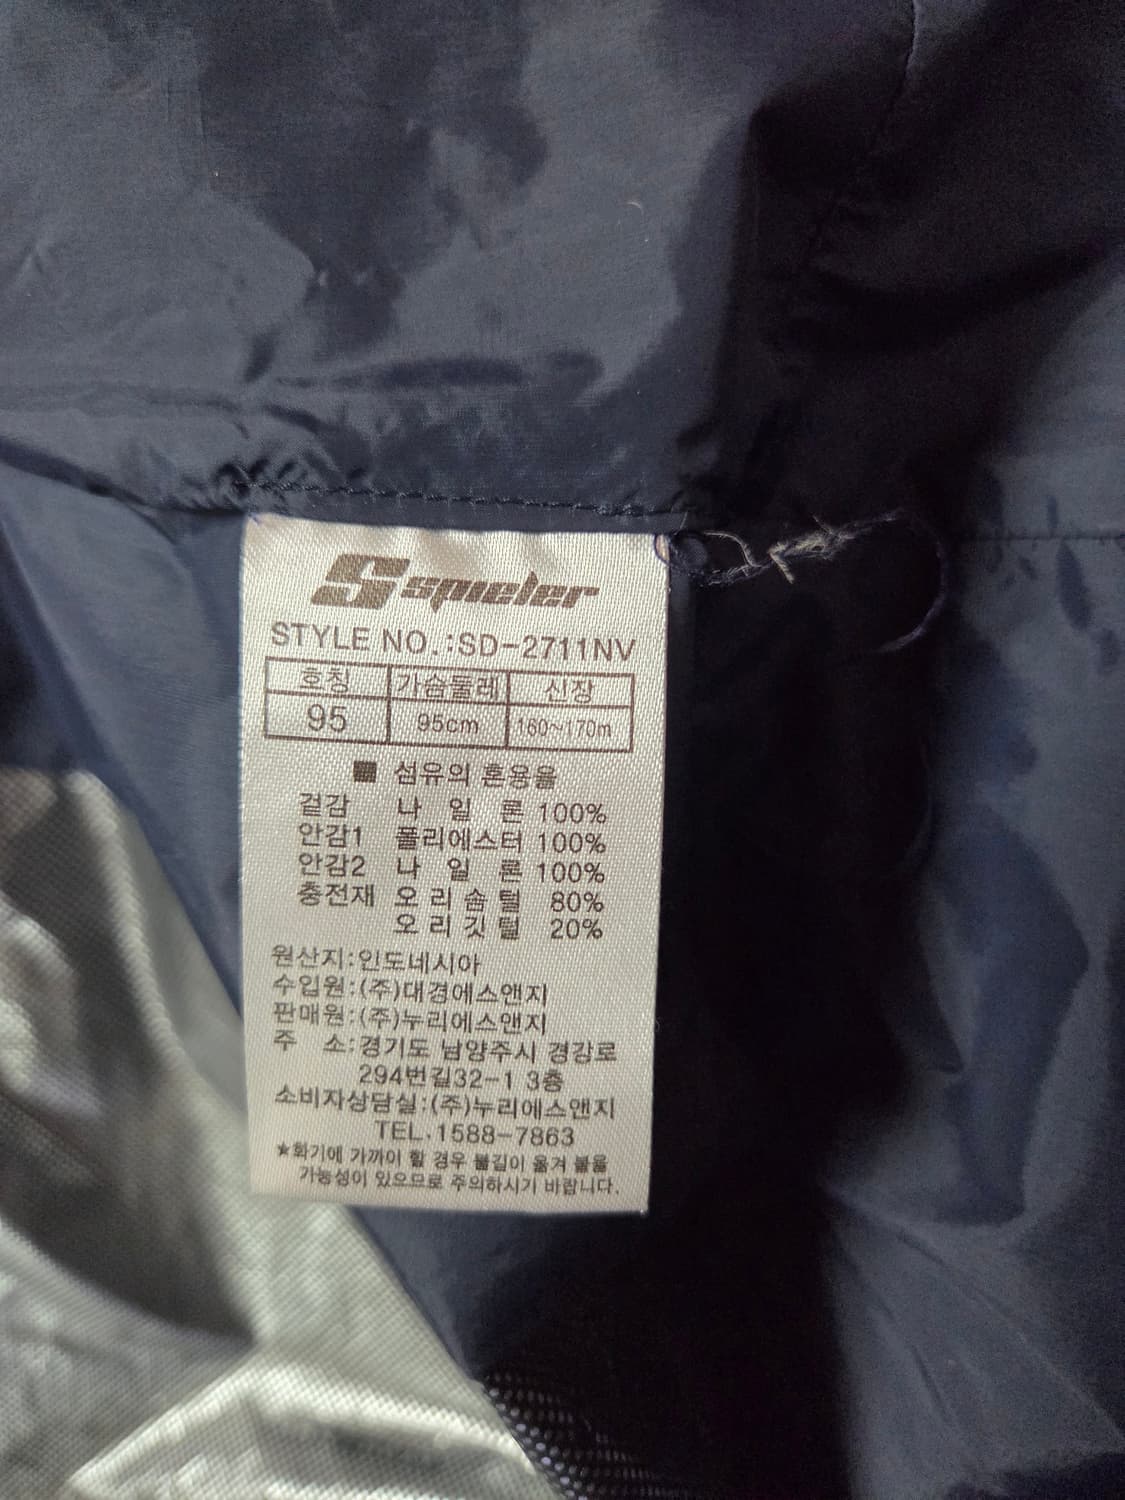 S spieler
STYLE NO.:SD-2711NV
호칭 가슴둘레 신장
95 95cm 160~170m
■ 섬유의 혼용율
겉감 나 일 론 100%
안감1 폴리에스터 100%
안감2 나 일 론 100%
충전재 오 리 솜 털 80%
오 리 깃 털 20%
원산지:인도네시아
수입원:(주)대경에스앤지
판매원:(주)누리에스앤지
주 소:경기도 남양주시 경강로
294번길32-1 3층
소비자상담실:(주)누리에스앤지
TEL.1588-7863
★화기에 가까이 할 경우 불길이 옮겨 붙을
가능성이 있으므로 주의하시기 바랍니다.